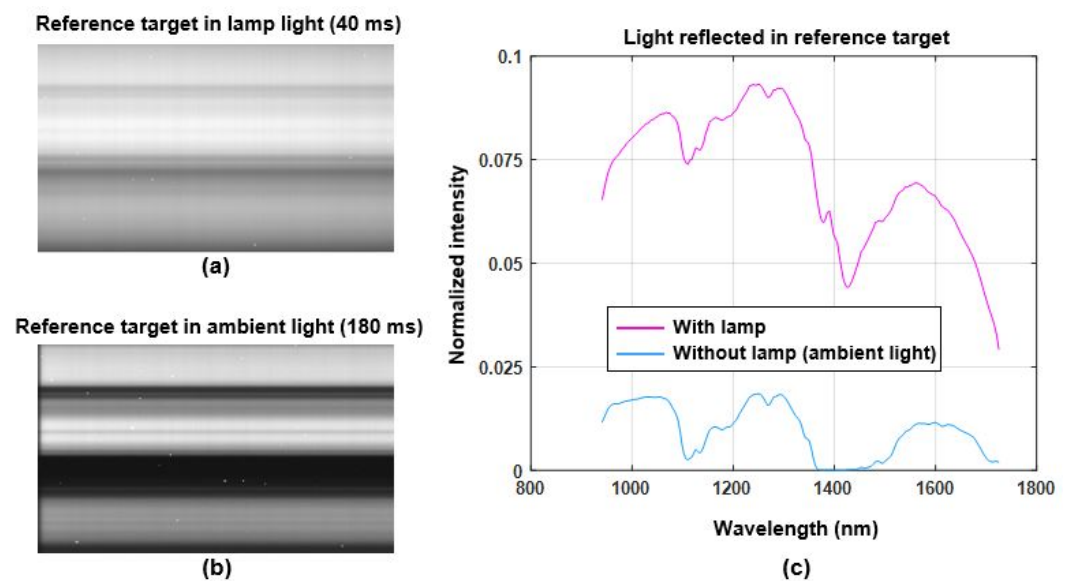 Reference target in lamp light (40 ms)
(a)
Reference target in ambient light (180 ms)
(b)
Light reflected in reference target
Normalized intensity
0.1
0.075
0.05
0.025
0
With lamp
Without lamp (ambient light)
800
1000
1200
1400
1600
1800
Wavelength (nm)
(c)